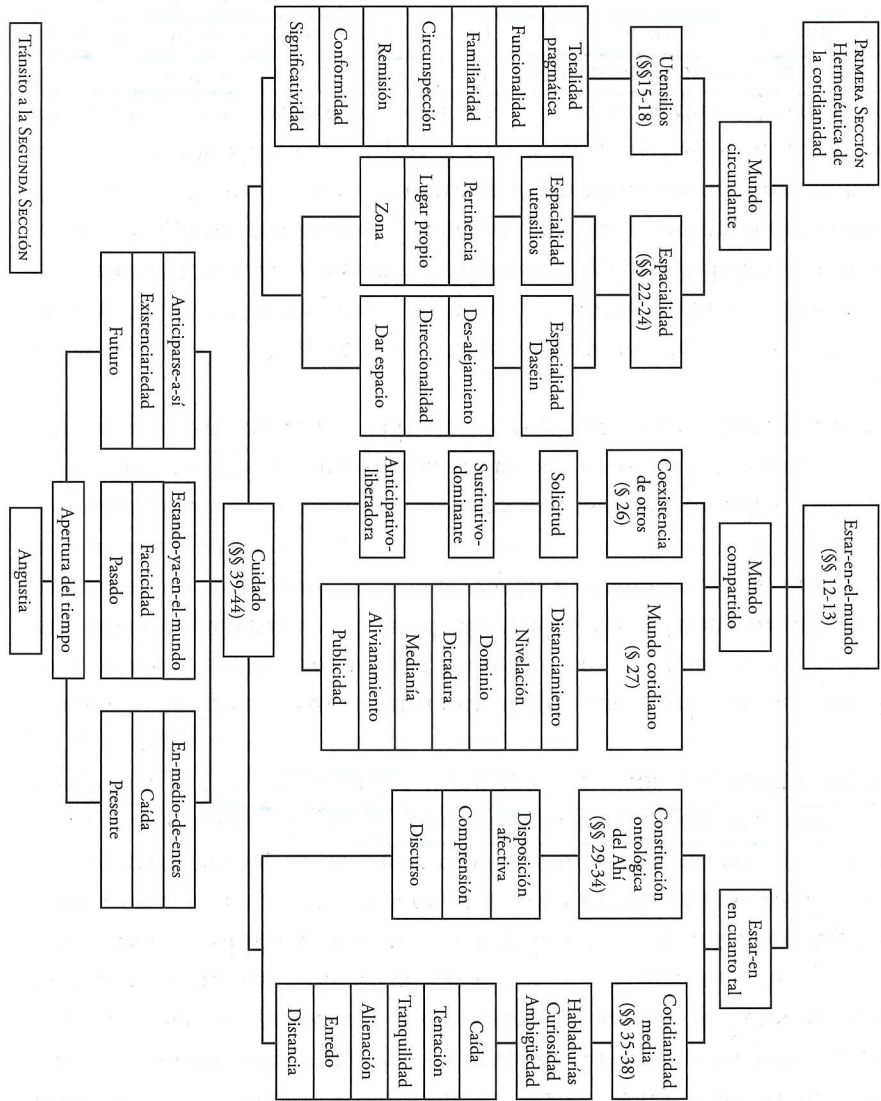 PRIMERA SECCIÓN
Hermenéutica de
la cotidianidad
Estar-en-el-mundo
(§§ 12-13)
Mundo
circundante
Mundo
compartido
Estar-en
en cuanto tal
Utensilios
(§§15-18)
Espacialidad
(§§ 22-24)
Coexistencia
de otros
(§ 26)
Mundo cotidiano
(§ 27)
Constitución
ontológica
del Ahí
(§§ 29-34)
Cotidianidad
media
(§§ 35-38)
Totalidad
pragmática
Funcionalidad
Familiaridad
Circunspección
Remisión
Conformidad
Significatividad
Espacialidad
utensilios
Pertinencia
Lugar propio
Zona
Espacialidad
Dasein
Des-alejamiento
Direccionalidad
Dar espacio
Solicitud
Sustitutivo-
dominante
Anticipativo-
liberadora
Distanciamiento
Nivelación
Dominio
Dictadura
Medianía
Alivianamiento
Publicidad
Disposición
afectiva
Comprensión
Discurso
Habladurías
Curiosidad
Ambigüedad
Caída
Tentación
Tranquilidad
Alienación
Enredo
Distancia
Cuidado
(§§ 39-44)
Anticiparse-a-sí
Existenciariedad
Futuro
Estando-ya-en-el-mundo
Facticidad
Pasado
En-medio-de-entes
Caída
Presente
Apertura del tiempo
Angustia
Tránsito a la SEGUNDA SECCIÓN